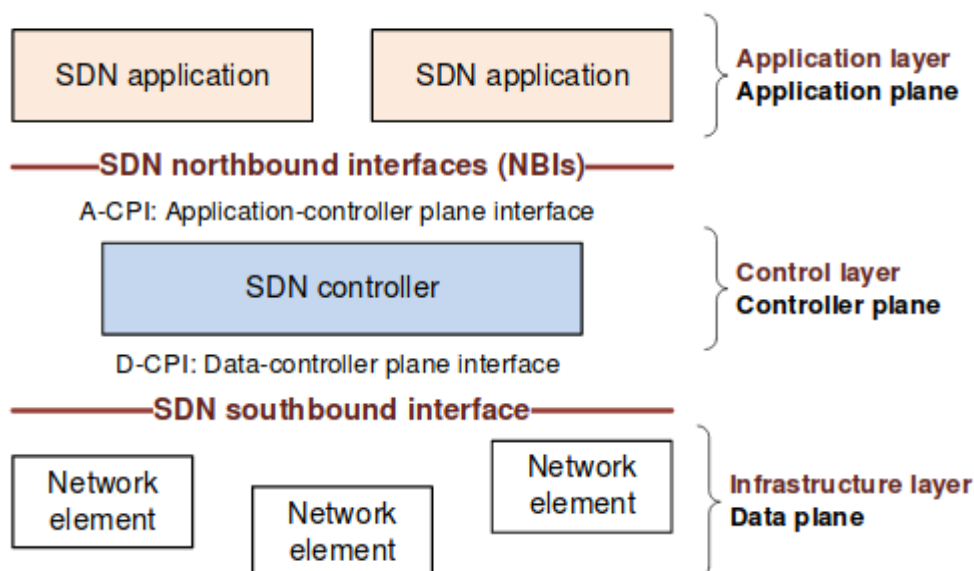 SDN application
SDN application
Application layer
Application plane
SDN northbound interfaces (NBIs)
A-CPI: Application-controller plane interface
SDN controller
Control layer
Controller plane
D-CPI: Data-controller plane interface
SDN southbound interface
Network
element
Network
element
Network
element
Infrastructure layer
Data plane